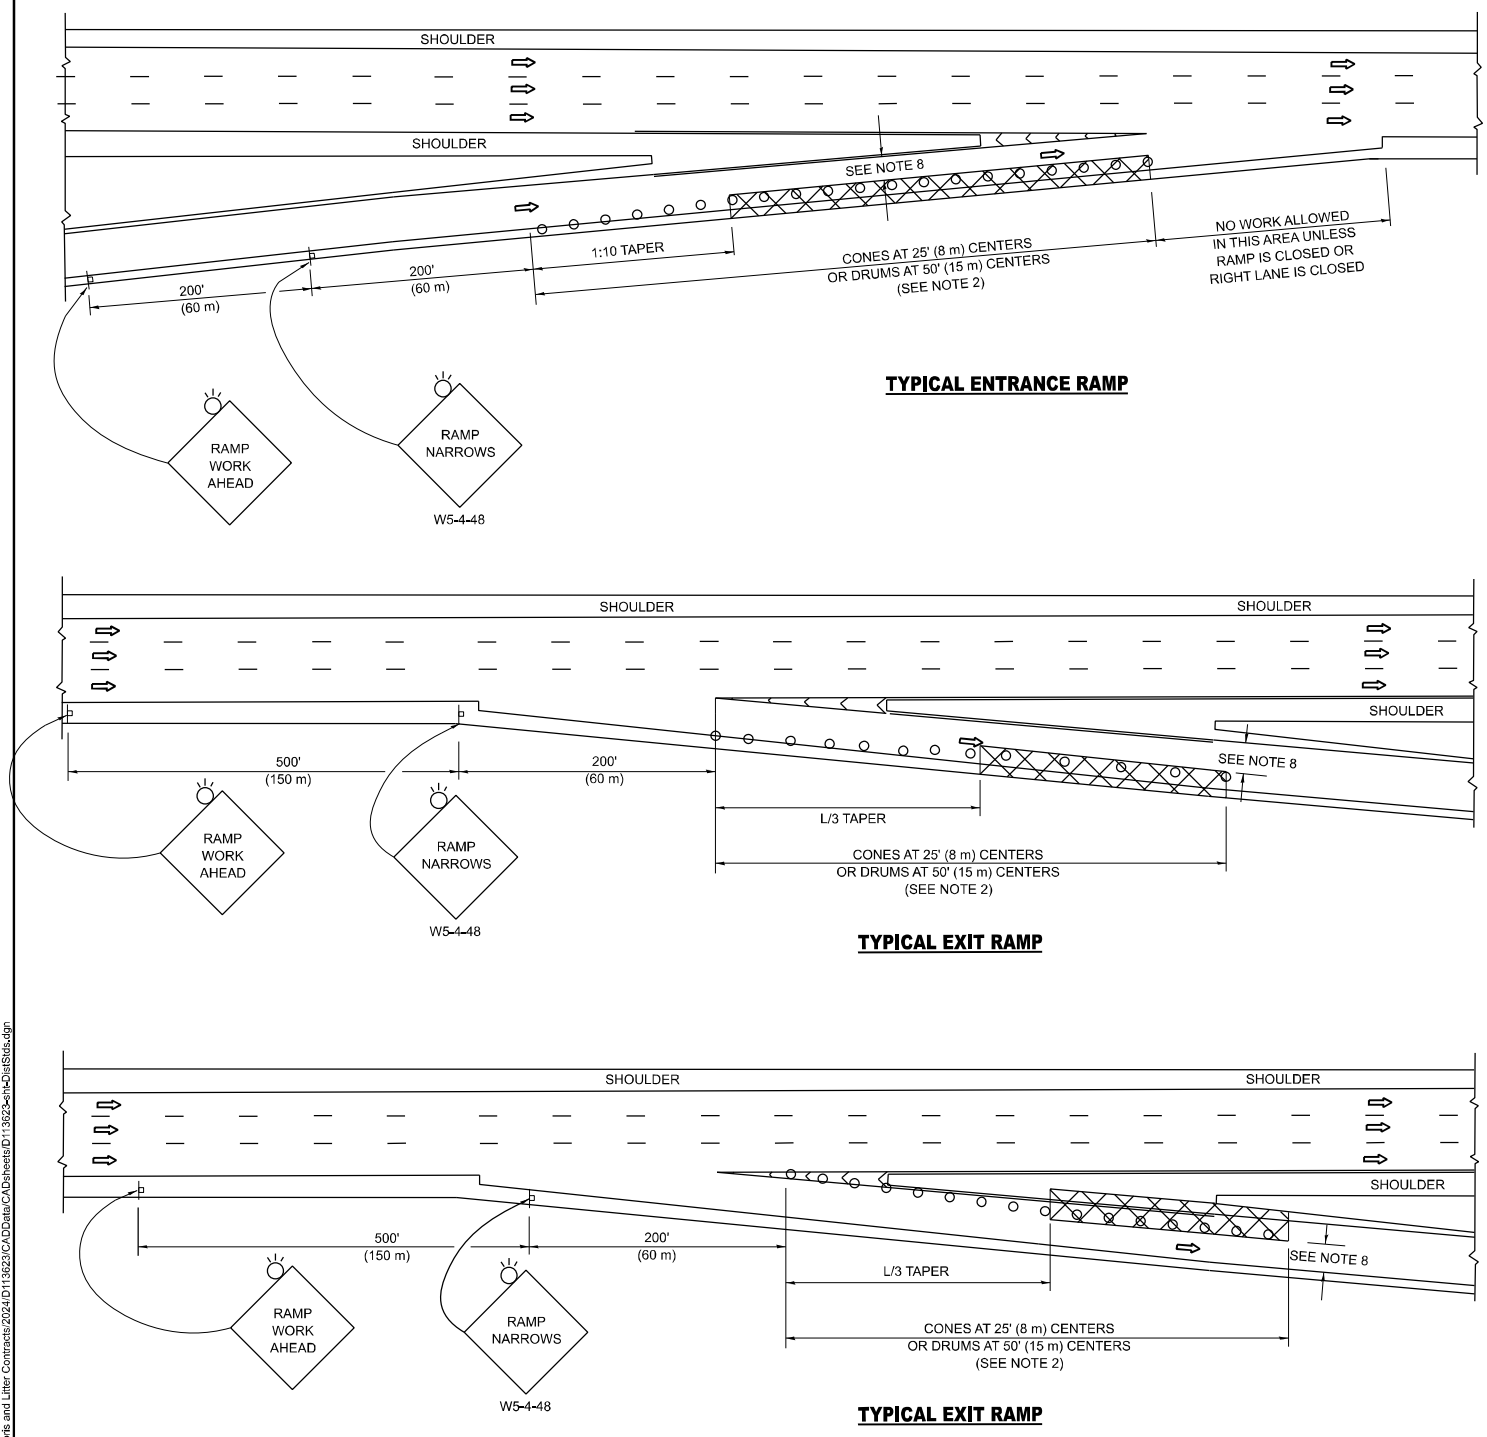 SHOULDER
SHOULDER
SEE NOTE 8
1:10 TAPER
200'
(60 m)
200'
(60 m)
CONES AT 25' (8 m) CENTERS
OR DRUMS AT 50' (15 m) CENTERS
(SEE NOTE 2)
NO WORK ALLOWED
IN THIS AREA UNLESS
RAMP IS CLOSED OR
RIGHT LANE IS CLOSED
TYPICAL ENTRANCE RAMP
RAMP
WORK
AHEAD
RAMP
NARROWS
W5-4-48
SHOULDER
SHOULDER
SHOULDER
500'
(150 m)
200'
(60 m)
SEE NOTE 8
L/3 TAPER
RAMP
WORK
AHEAD
RAMP
NARROWS
W5-4-48
CONES AT 25' (8 m) CENTERS
OR DRUMS AT 50' (15 m) CENTERS
(SEE NOTE 2)
TYPICAL EXIT RAMP
SHOULDER
SHOULDER
SHOULDER
500'
(150 m)
200'
(60 m)
SEE NOTE 8
L/3 TAPER
RAMP
WORK
AHEAD
RAMP
NARROWS
W5-4-48
CONES AT 25' (8 m) CENTERS
OR DRUMS AT 50' (15 m) CENTERS
(SEE NOTE 2)
TYPICAL EXIT RAMP
and Litter Contracts/2024/D113623/CADData/CADsheets/D113623-sht-DistStds.dgn